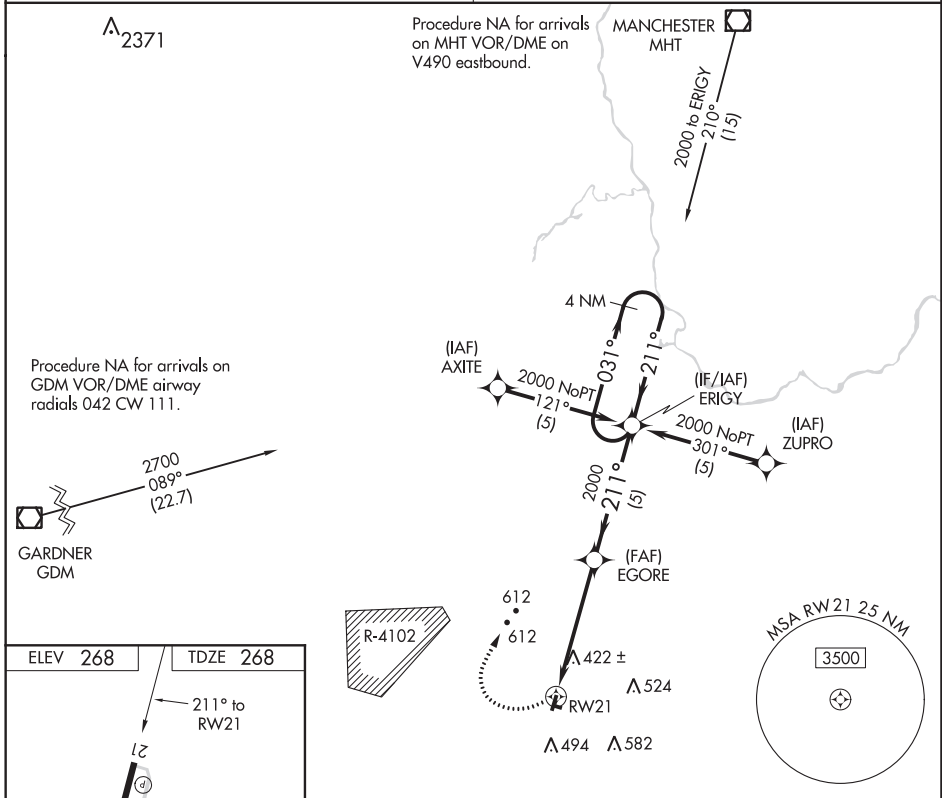 2371
Procedure NA for arrivals
on MHT VOR/DME on
V490 eastbound.
MANCHESTER
MHT
2000 to ERIGY
210°
(15)
4 NM
031°
211°
(IAF)
AXITE
2000 NoPT
121°
(5)
(IF/IAF)
ERIGY
2000 NoPT
301°
(5)
(IAF)
ZUPRO
Procedure NA for arrivals on
GDM VOR/DME airway
radials 042 CW 111.
2700
089°
(22.7)
GARDNER
GDM
2000
211°
(5)
(FAF)
EGORE
R-4102
612
612
422 ±
524
RW21
494
582
MSA RW21 25 NM
3500
ELEV 268
TDZE 268
211° to
RW21
21
P